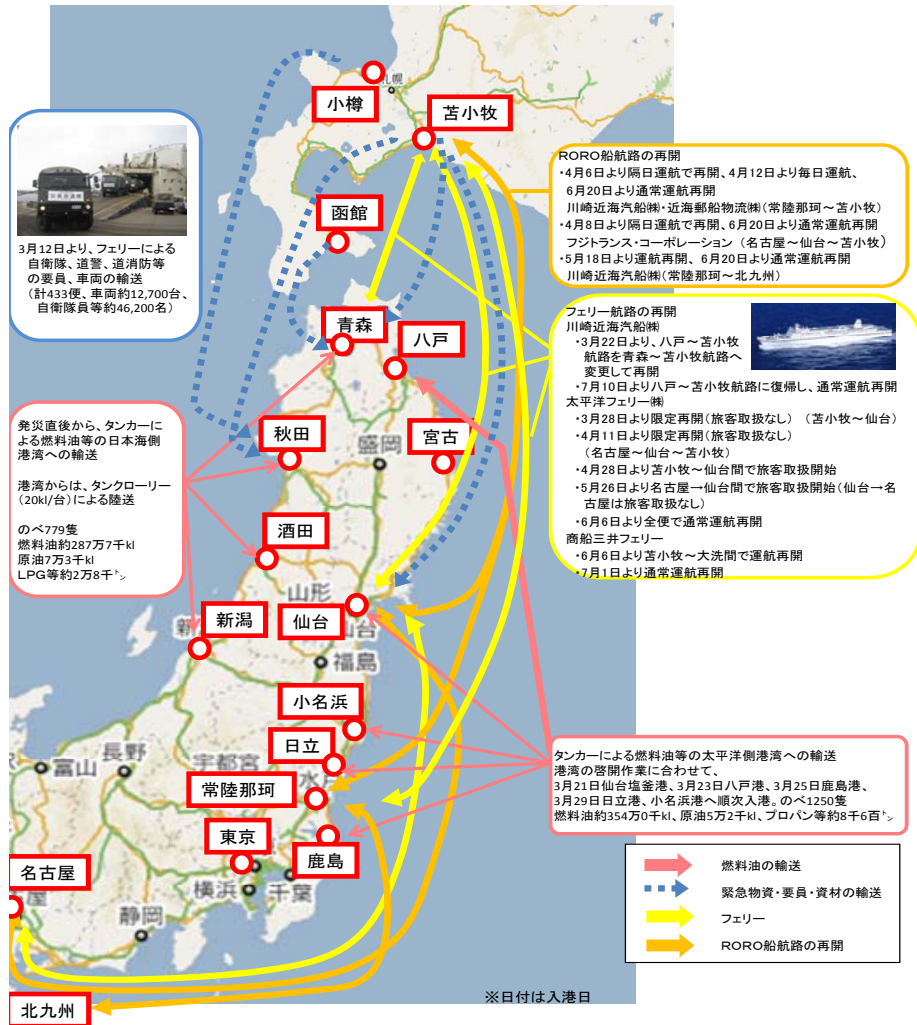 小樽
札幌
苫小牧
函館
青森
八戸
秋田
盛岡
宮古
酒田
山形
仙台
仙台
新潟
福島
小名浜
日立
宇都宮
水戸
常陸那珂
長野
富山
東京
鹿島
横浜
千葉
名古屋
静岡
北九州
3月12日より、フェリーによる
自衛隊、道警、道消防等
の要員、車両の輸送
(計433便、車両約12,700台、
自衛隊員等約46,200名)
発災直後から、タンカーに
よる燃料油等の日本海側
港湾への輸送
港湾からは、タンクローリー
(20kl/台)による陸送
のべ779隻
燃料油約287万7千kl
原油7万3千kl
LPG等約2万8千㌧
RORO船航路の再開
・4月6日より隔日運航で再開、4月12日より毎日運航、
6月20日より通常運航再開
川崎近海汽船㈱・近海郵船物流㈱(常陸那珂～苫小牧)
・4月8日より隔日運航で再開、6月20日より通常運航再開
フジトランス・コーポレーション (名古屋～仙台～苫小牧)
・5月18日より運航再開、6月20日より通常運航再開
川崎近海汽船㈱(常陸那珂～北九州)
フェリー航路の再開
川崎近海汽船㈱
・3月22日より、八戸～苫小牧
航路を青森～苫小牧航路へ
変更して再開
・7月10日より八戸～苫小牧航路に復帰し、通常運航再開
太平洋フェリー㈱
・3月28日より限定再開(旅客取扱なし) (苫小牧～仙台)
・4月11日より限定再開(旅客取扱なし)
(名古屋～仙台～苫小牧)
・4月28日より苫小牧～仙台間で旅客取扱開始
・5月26日より名古屋→仙台間で旅客取扱開始(仙台→名
古屋は旅客取扱なし)
・6月6日より全便で通常運航再開
商船三井フェリー
・6月6日より苫小牧～大洗間で運航再開
・7月1日より通常運航再開
タンカーによる燃料油等の太平洋側港湾への輸送
港湾の啓開作業に合わせて、
3月21日仙台塩釜港、3月23日八戸港、3月25日鹿島港、
3月29日日立港、小名浜港へ順次入港。のべ1250隻
燃料油約354万0千kl、原油5万2千kl、プロパン等約8千6百㌧
燃料油の輸送
緊急物資・要員・資材の輸送
フェリー
RORO船航路の再開
※日付は入港日